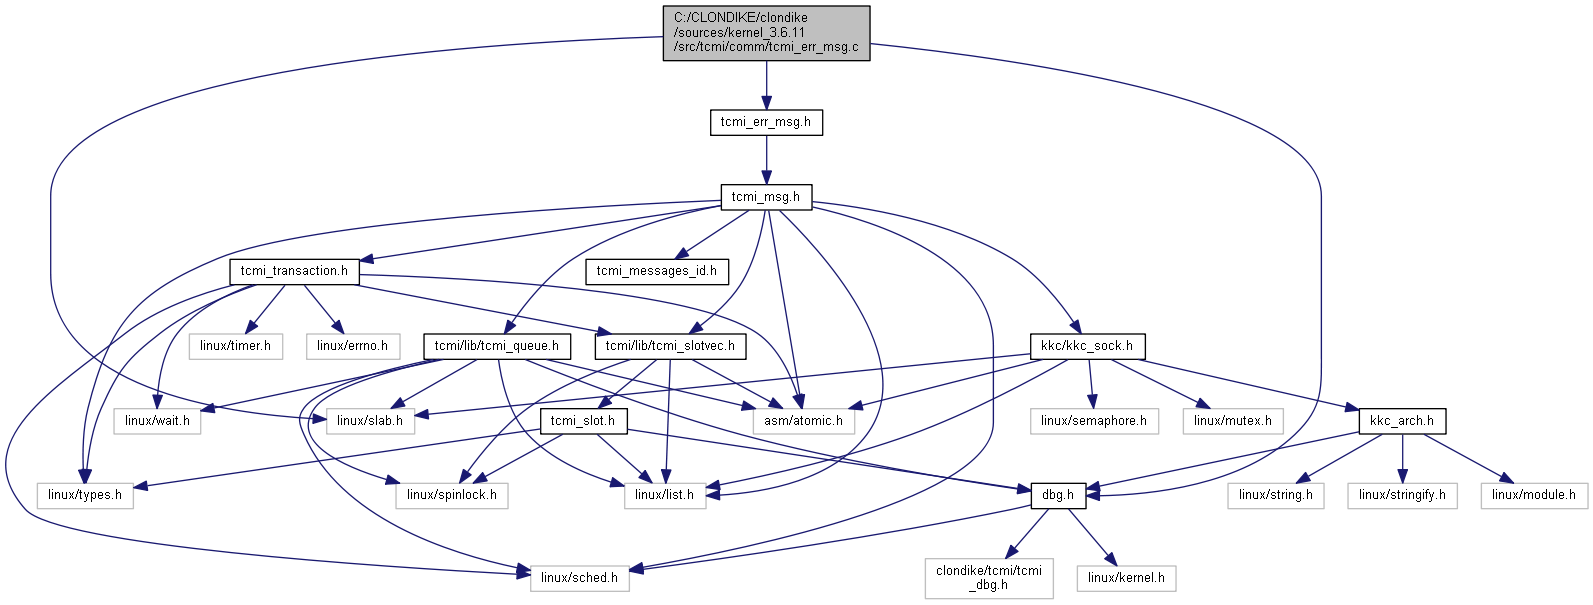 C:/CLONDIKE/clondike
/sources/kernel_3.6.11
/src/tcmi/comm/tcmi_err_msg.c
tcmi_err_msg.h
tcmi_msg.h
tcmi_transaction.h
tcmi_messages_id.h
linux/timer.h
linux/errno.h
tcmi/lib/tcmi_queue.h
tcmi/lib/tcmi_slotvec.h
kkc/kkc_sock.h
linux/wait.h
linux/slab.h
tcmi_slot.h
asm/atomic.h
linux/semaphore.h
linux/mutex.h
kkc_arch.h
linux/types.h
linux/spinlock.h
linux/list.h
dbg.h
linux/string.h
linux/stringify.h
linux/module.h
linux/sched.h
clondike/tcmi/tcmi
_dbg.h
linux/kernel.h